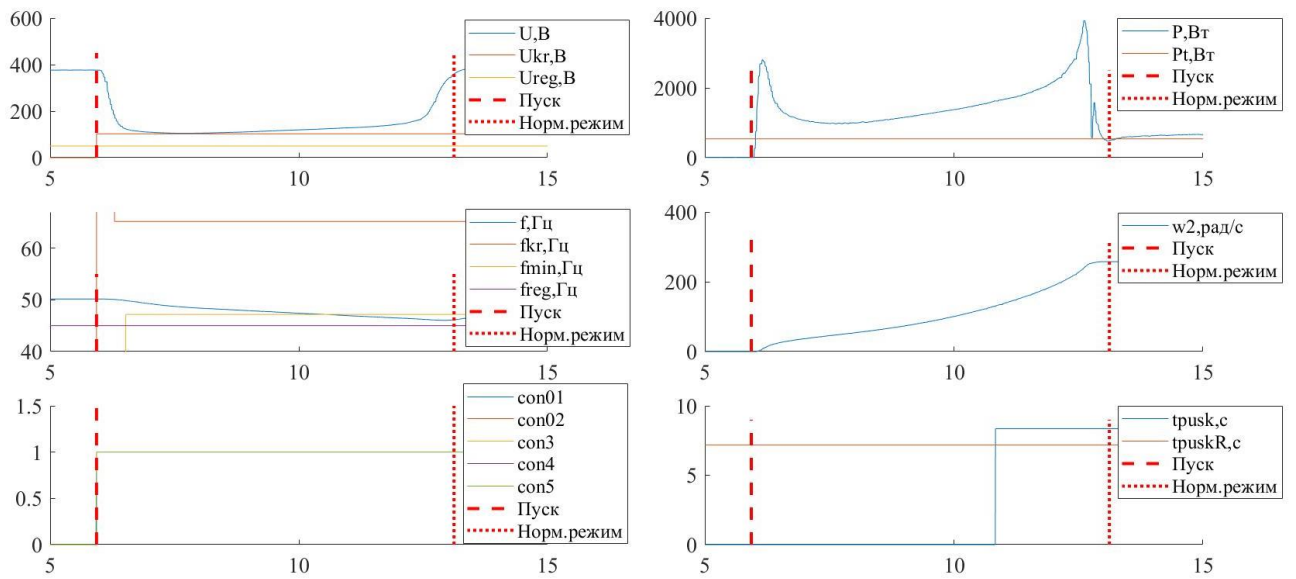 600
400
200
0
5
10
15
U,В
Ukr,В
Ureg,В
Пуск
Норм.режим
4000
2000
0
5
10
15
P,Вт
Pt,Вт
Пуск
Норм.режим
60
50
40
5
10
15
f,Гц
fkr,Гц
fmin,Гц
freg,Гц
Пуск
Норм.режим
400
200
0
5
10
15
w2,рад/с
Пуск
Норм.режим
1.5
1
0.5
0
5
10
15
con01
con02
con3
con4
con5
Пуск
Норм.режим
10
5
0
5
10
15
tpusk,с
tpuskR,с
Пуск
Норм.режим